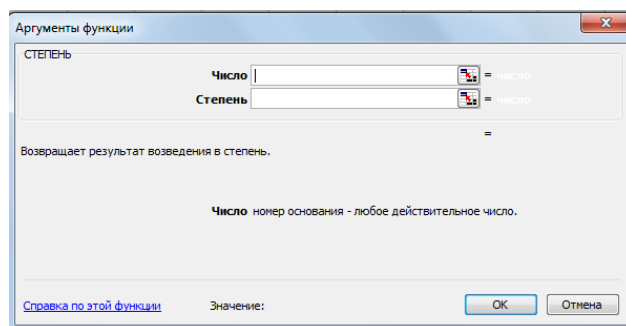 Аргументы функции
СТЕПЕНЬ
Число = число
Степень = число
=
Возвращает результат возведения в степень.
Число номер основания - любое действительное число.
Справка по этой функции Значение: OK Отмена